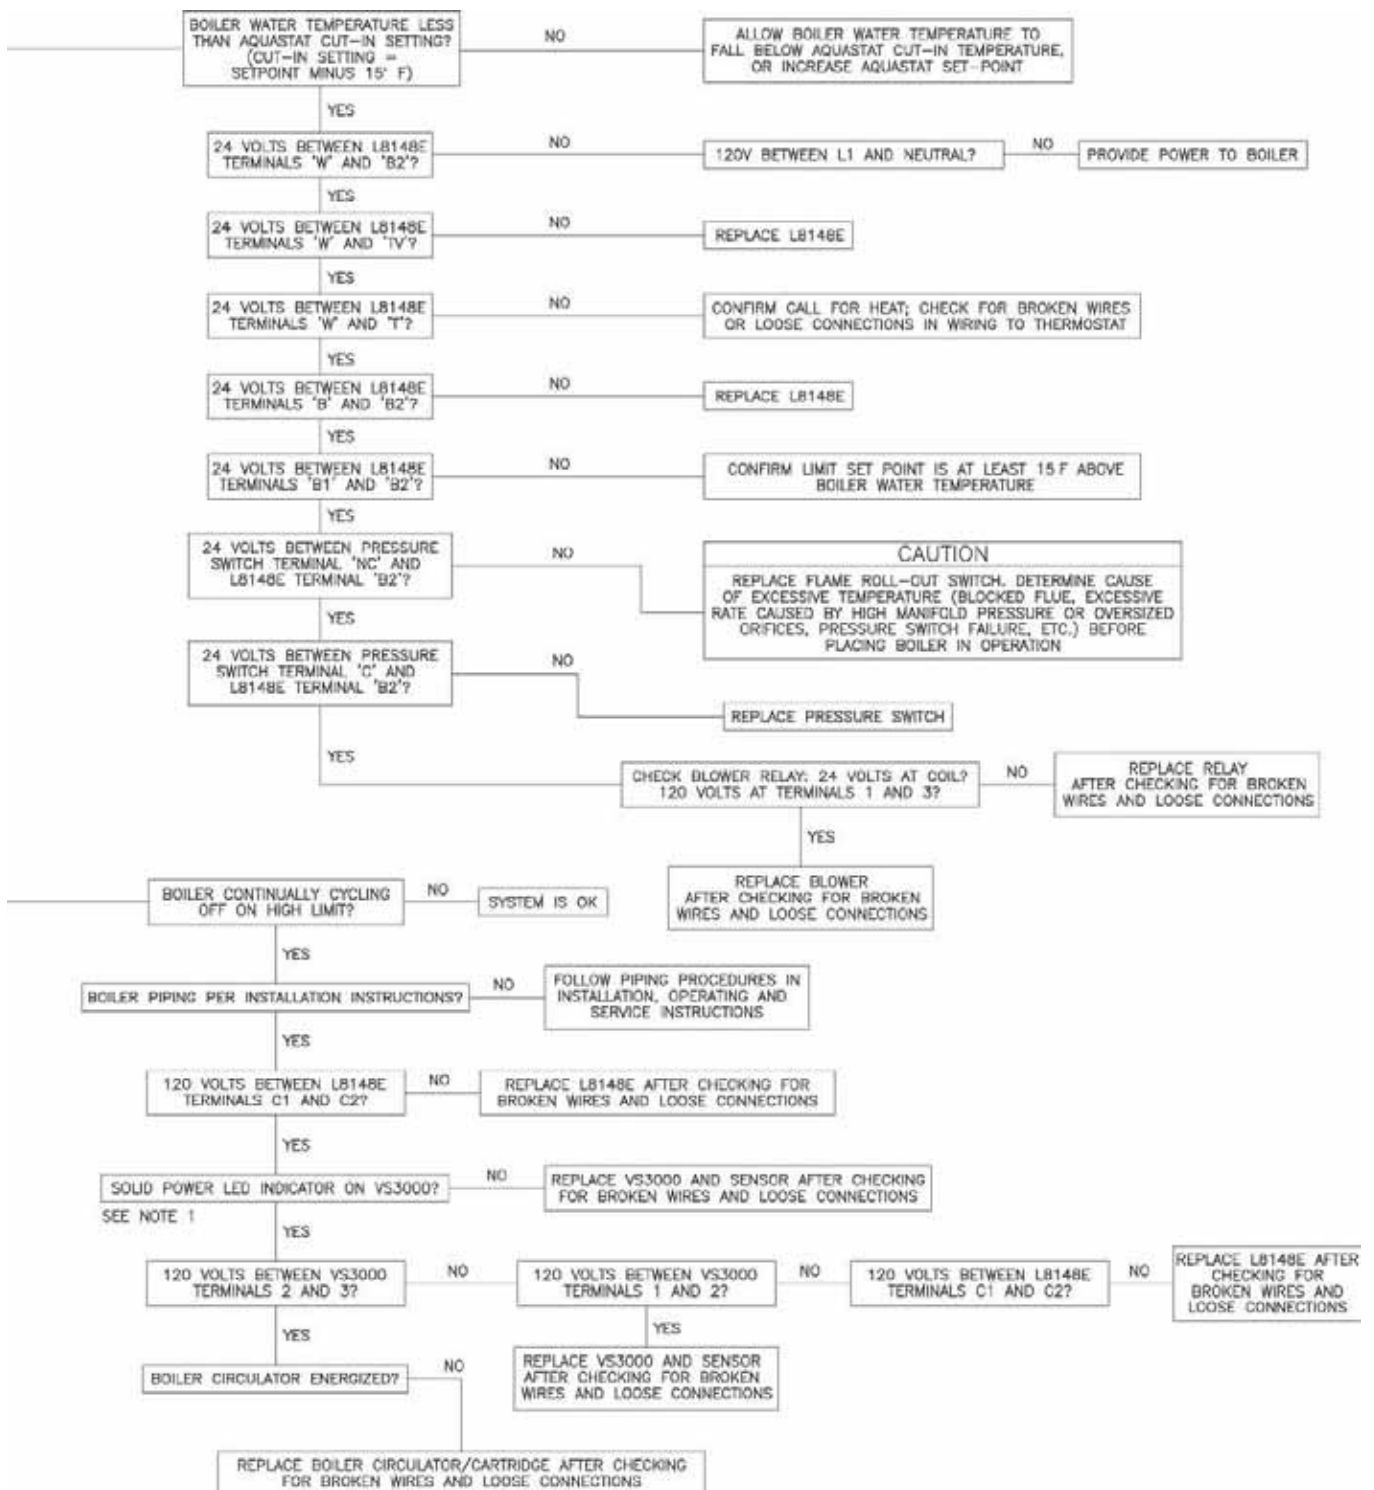 BOILER WATER TEMPERATURE LESS
THAN AQUASTAT CUT-IN SETTING?
(CUT-IN SETTING =
SETPOINT MINUS 15° F)
NO
ALLOW BOILER WATER TEMPERATURE TO
FALL BELOW AQUASTAT CUT-IN TEMPERATURE,
OR INCREASE AQUASTAT SET-POINT
YES
24 VOLTS BETWEEN L8148E
TERMINALS 'W' AND 'B2'?
NO
120V BETWEEN L1 AND NEUTRAL?
NO
PROVIDE POWER TO BOILER
YES
24 VOLTS BETWEEN L8148E
TERMINALS 'W' AND 'TV'?
NO
REPLACE L8148E
YES
24 VOLTS BETWEEN L8148E
TERMINALS 'W' AND 'T'?
NO
CONFIRM CALL FOR HEAT; CHECK FOR BROKEN WIRES
OR LOOSE CONNECTIONS IN WIRING TO THERMOSTAT
YES
24 VOLTS BETWEEN L8148E
TERMINALS 'B' AND 'B2'?
NO
REPLACE L8148E
YES
24 VOLTS BETWEEN L8148E
TERMINALS 'B1' AND 'B2'?
NO
CONFIRM LIMIT SET POINT IS AT LEAST 15 F ABOVE
BOILER WATER TEMPERATURE
YES
24 VOLTS BETWEEN PRESSURE
SWITCH TERMINAL 'NC' AND
L8148E TERMINAL 'B2'?
NO
CAUTION
REPLACE FLAME ROLL-OUT SWITCH. DETERMINE CAUSE
OF EXCESSIVE TEMPERATURE (BLOCKED FLUE, EXCESSIVE
RATE CAUSED BY HIGH MANIFOLD PRESSURE OR OVERSIZED
ORIFICES, PRESSURE SWITCH FAILURE, ETC.) BEFORE
PLACING BOILER IN OPERATION
YES
24 VOLTS BETWEEN PRESSURE
SWITCH TERMINAL 'C' AND
L8148E TERMINAL 'B2'?
NO
REPLACE PRESSURE SWITCH
YES
CHECK BLOWER RELAY: 24 VOLTS AT COIL?
120 VOLTS AT TERMINALS 1 AND 3?
NO
REPLACE RELAY
AFTER CHECKING FOR BROKEN
WIRES AND LOOSE CONNECTIONS
YES
REPLACE BLOWER
AFTER CHECKING FOR BROKEN
WIRES AND LOOSE CONNECTIONS
BOILER CONTINUALLY CYCLING
OFF ON HIGH LIMIT?
NO
SYSTEM IS OK
YES
BOILER PIPING PER INSTALLATION INSTRUCTIONS?
NO
FOLLOW PIPING PROCEDURES IN
INSTALLATION, OPERATING AND
SERVICE INSTRUCTIONS
YES
120 VOLTS BETWEEN L8148E
TERMINALS C1 AND C2?
NO
REPLACE L8148E AFTER CHECKING FOR
BROKEN WIRES AND LOOSE CONNECTIONS
YES
SOLID POWER LED INDICATOR ON VS3000?
NO
REPLACE VS3000 AND SENSOR AFTER CHECKING
FOR BROKEN WIRES AND LOOSE CONNECTIONS
SEE NOTE 1
YES
120 VOLTS BETWEEN VS3000
TERMINALS 2 AND 3?
NO
120 VOLTS BETWEEN VS3000
TERMINALS 1 AND 2?
NO
120 VOLTS BETWEEN L8148E
TERMINALS C1 AND C2?
NO
REPLACE L8148E AFTER
CHECKING FOR
BROKEN WIRES AND
LOOSE CONNECTIONS
YES
YES
REPLACE VS3000 AND SENSOR
AFTER CHECKING FOR BROKEN
WIRES AND LOOSE CONNECTIONS
BOILER CIRCULATOR ENERGIZED?
NO
REPLACE BOILER CIRCULATOR/CARTRIDGE AFTER CHECKING
FOR BROKEN WIRES AND LOOSE CONNECTIONS